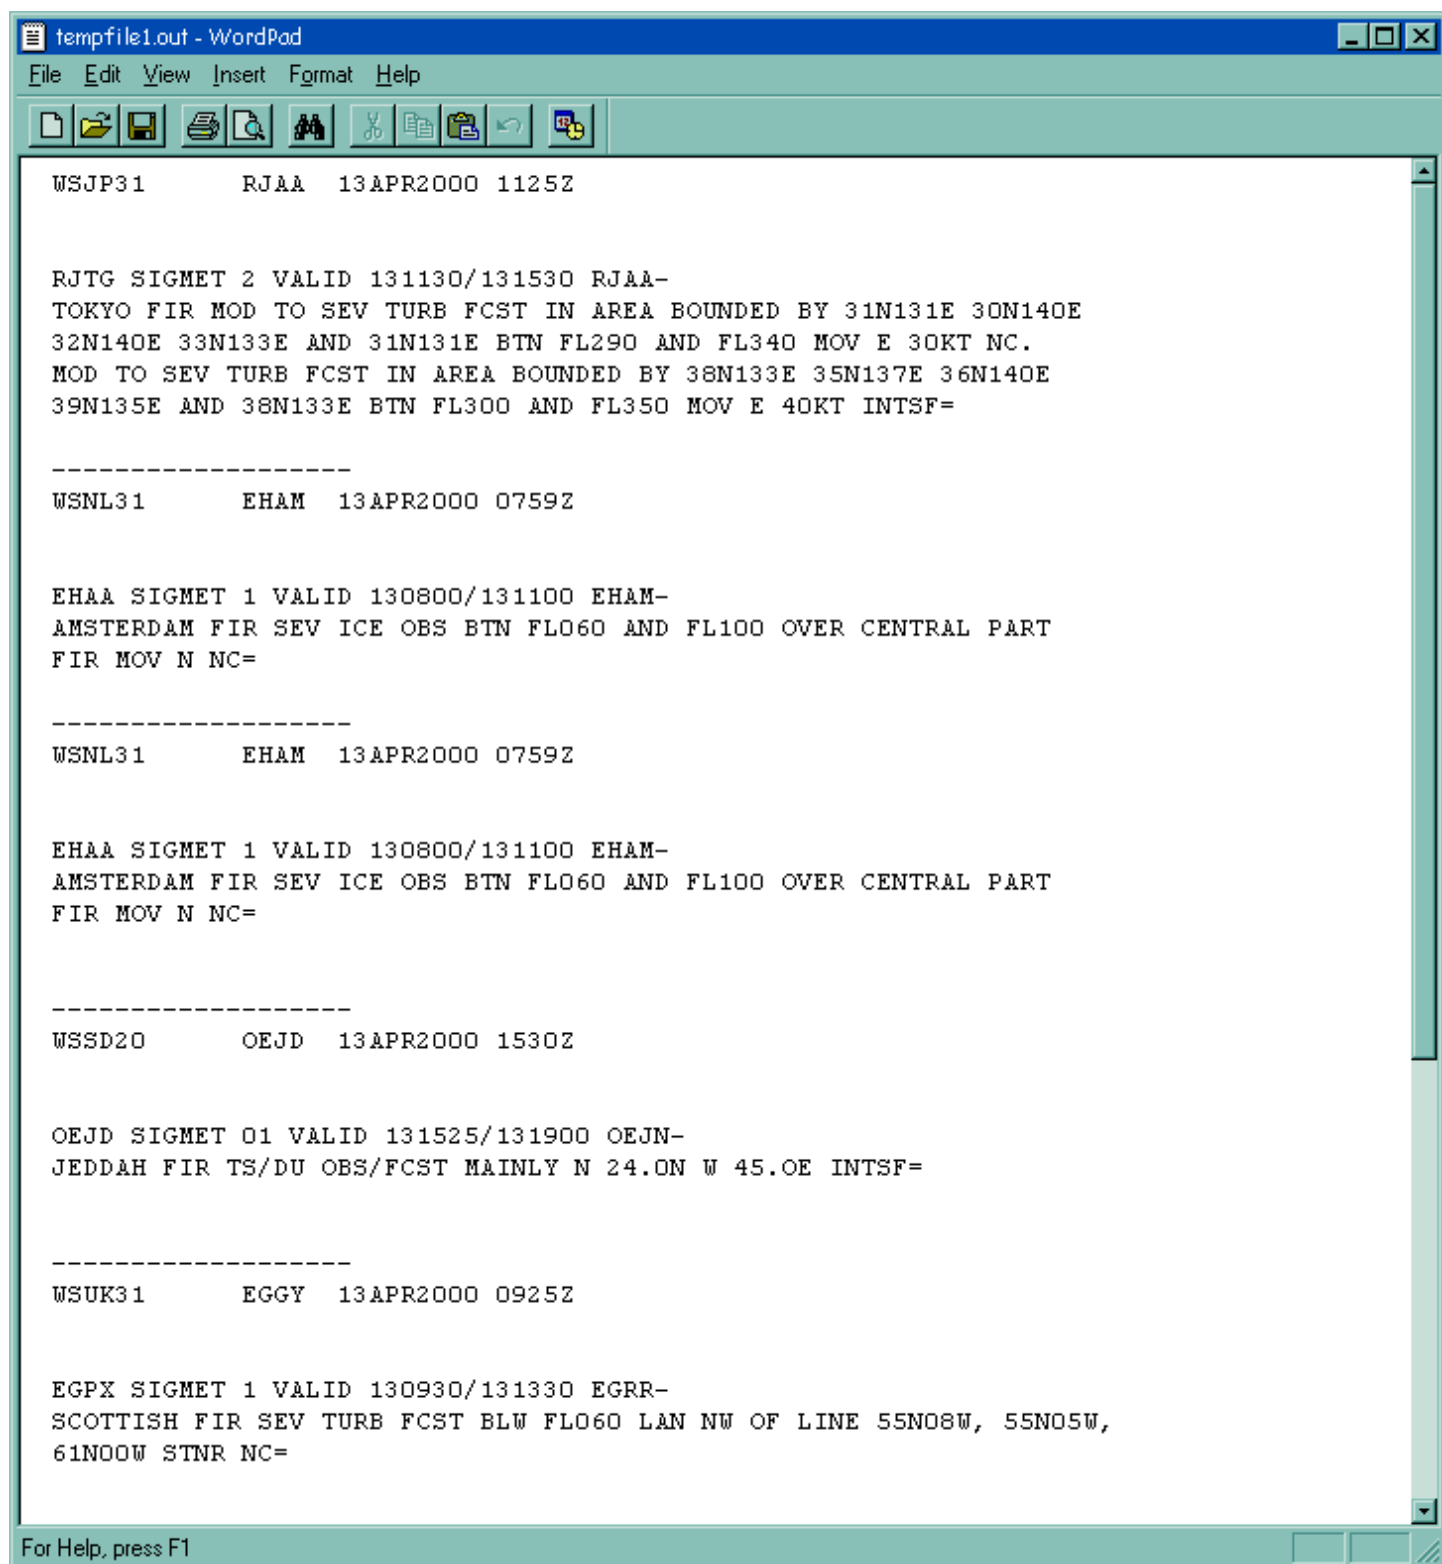 tempfile1.out - WordPad
File Edit View Insert Format Help
WSJP31 RJAA 13APR2000 1125Z
RJTG SIGMET 2 VALID 131130/131530 RJAA-
TOKYO FIR MOD TO SEV TURB FCST IN AREA BOUNDED BY 31N131E 30N140E
32N140E 33N133E AND 31N131E BTN FL290 AND FL340 MOV E 30KT NC.
MOD TO SEV TURB FCST IN AREA BOUNDED BY 38N133E 35N137E 36N140E
39N135E AND 38N133E BTN FL300 AND FL350 MOV E 40KT INTSF=
-------------------
WSNL31 EHAM 13APR2000 0759Z
EHAA SIGMET 1 VALID 130800/131100 EHAM-
AMSTERDAM FIR SEV ICE OBS BTN FL060 AND FL100 OVER CENTRAL PART
FIR MOV N NC=
-------------------
WSNL31 EHAM 13APR2000 0759Z
EHAA SIGMET 1 VALID 130800/131100 EHAM-
AMSTERDAM FIR SEV ICE OBS BTN FL060 AND FL100 OVER CENTRAL PART
FIR MOV N NC=
-------------------
WSSD20 OEJD 13APR2000 1530Z
OEJD SIGMET 01 VALID 131525/131900 OEJN-
JEDDAH FIR TS/DU OBS/FCST MAINLY N 24.0N W 45.0E INTSF=
-------------------
WSUK31 EGGY 13APR2000 0925Z
EGPX SIGMET 1 VALID 130930/131330 EGRR-
SCOTTISH FIR SEV TURB FCST BLW FL060 LAN NW OF LINE 55N08W, 55N05W,
61N00W STNR NC=
For Help, press F1